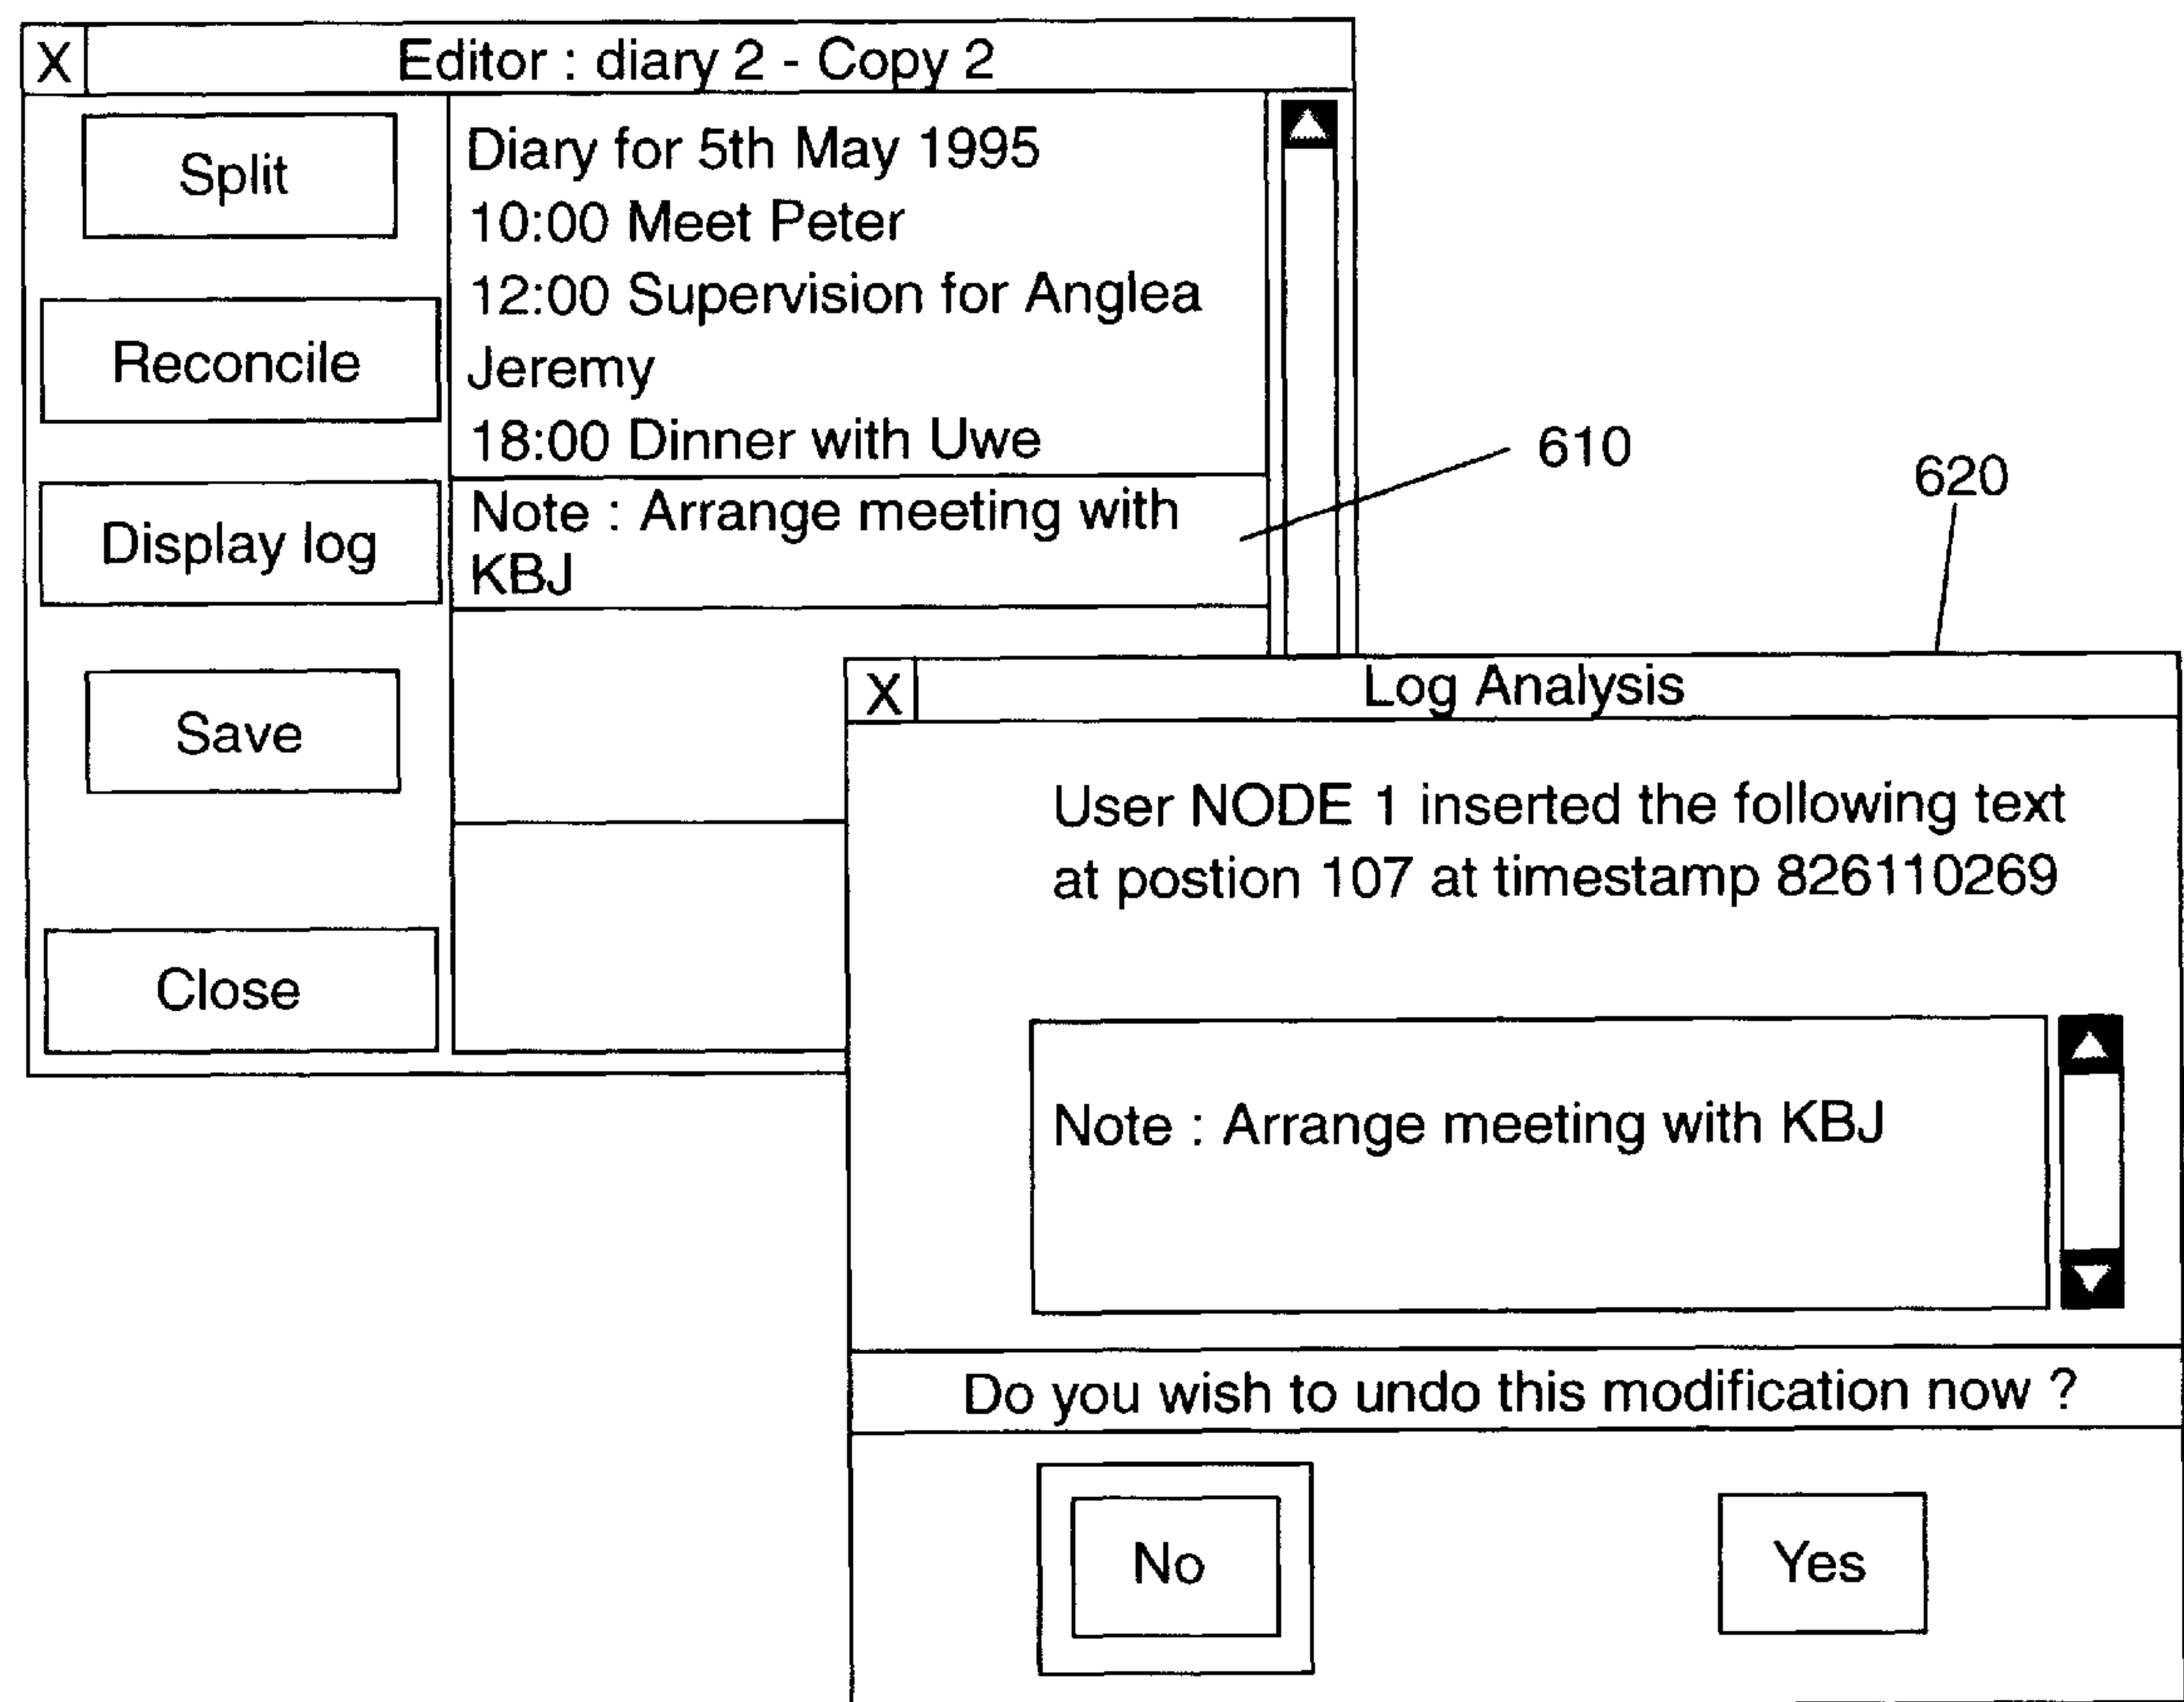 X
Editor : diary 2 - Copy 2
Split
Reconcile
Display log
Save
Close
Diary for 5th May 1995
10:00 Meet Peter
12:00 Supervision for Anglea
Jeremy
18:00 Dinner with Uwe
Note : Arrange meeting with
KBJ
610
620
X
Log Analysis
User NODE 1 inserted the following text
at postion 107 at timestamp 826110269
Note : Arrange meeting with KBJ
Do you wish to undo this modification now ?
No
Yes